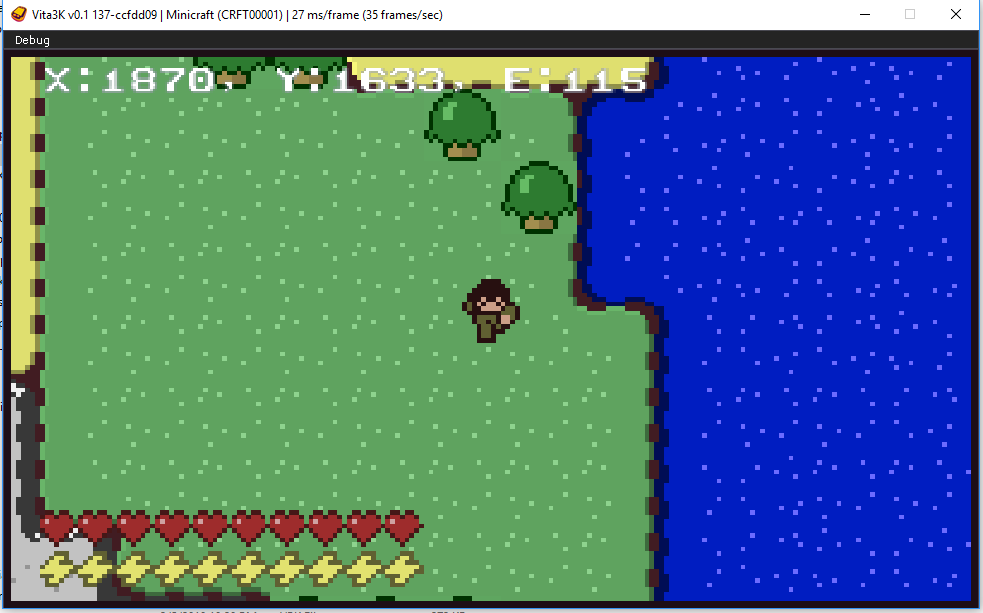 Vita3K v0.1 137-ccfdd09 | Minicraft (CRFT00001) | 27 ms/frame (35 frames/sec)
Debug
X:1870, Y:1633, E:115